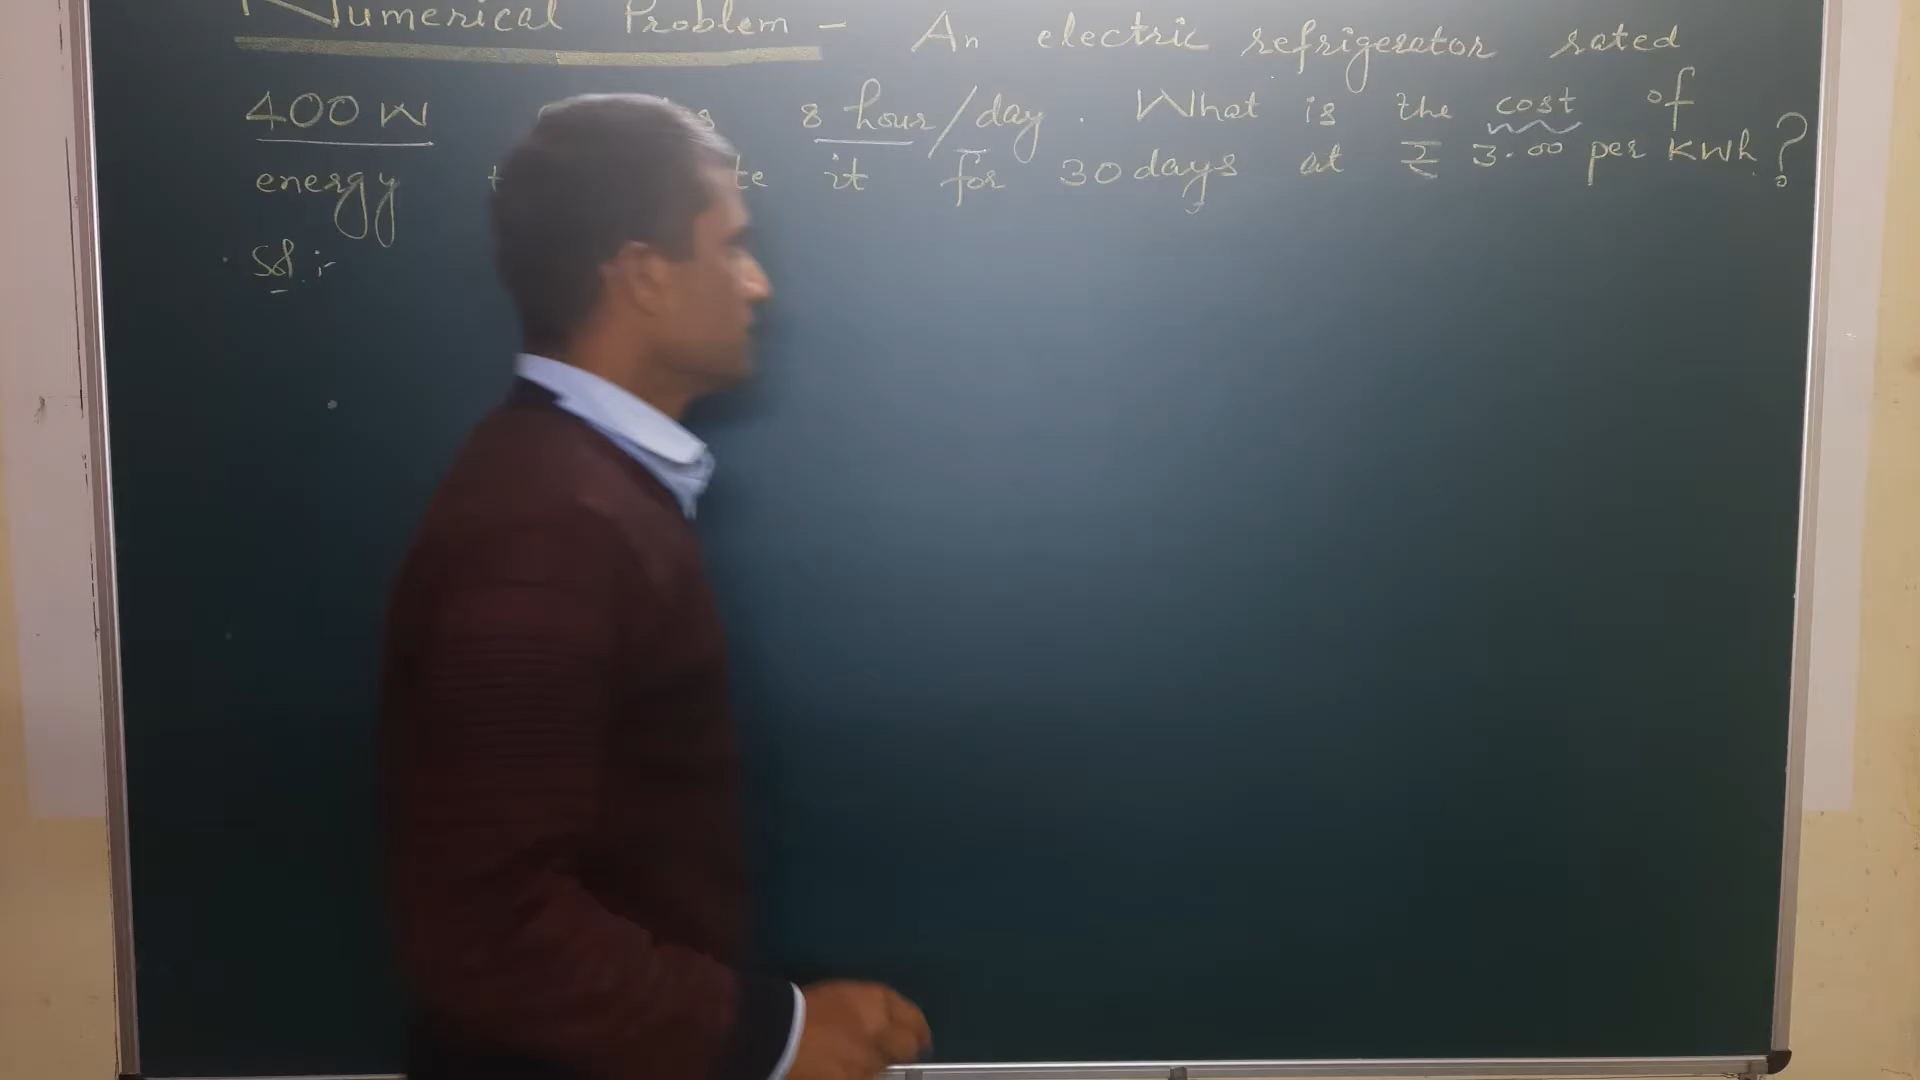 Numerical Problem - An electric refrigerator rated
400 W 8 hour/day. What is the cost of
energy it for 30 days at ₹ 3.00 per KWh?
Sol :-